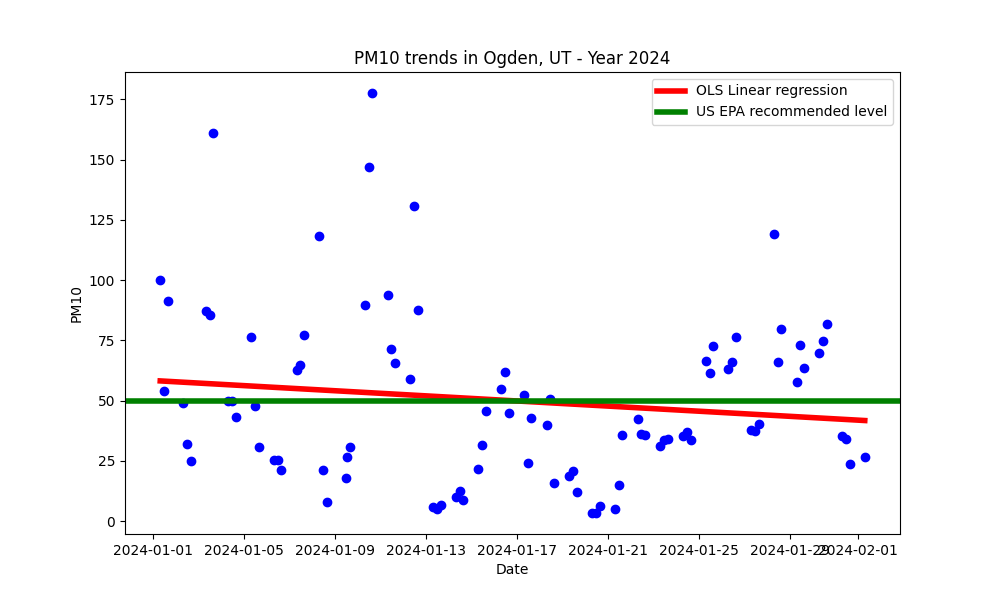 PM10 trends in Ogden, UT - Year 2024
OLS Linear regression
US EPA recommended level
175
150
125
100
75
50
25
0
PM10
2024-01-01 2024-01-05 2024-01-09 2024-01-13 2024-01-17 2024-01-21 2024-01-25 2024-01-29 2024-02-01
Date